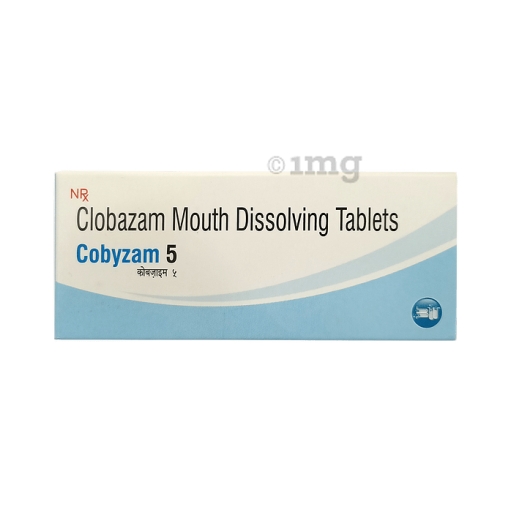 © 1mg
NRx
Clobazam Mouth Dissolving Tablets
Cobyzam 5
कोबज़ाइम ५